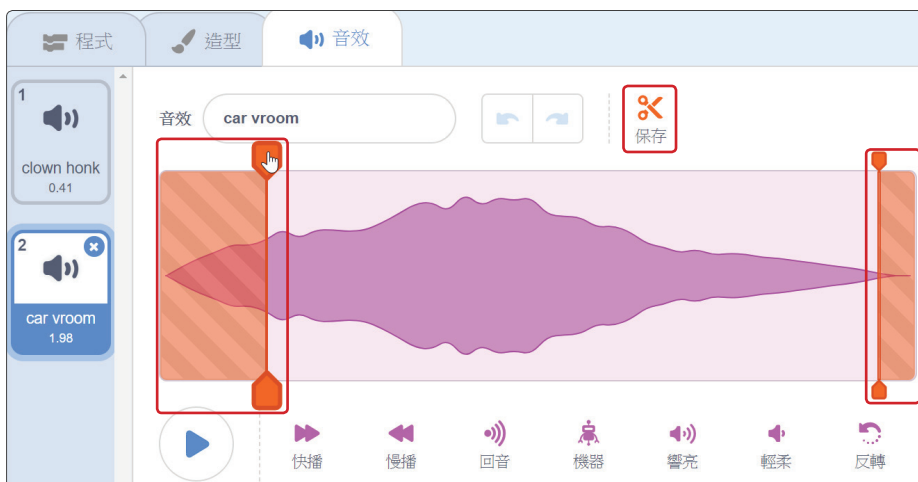 程式
造型
音效
1
clown honk
0.41
2
car vroom
1.98
音效
car vroom
保存
快播
慢播
回音
機器
響亮
輕柔
反轉